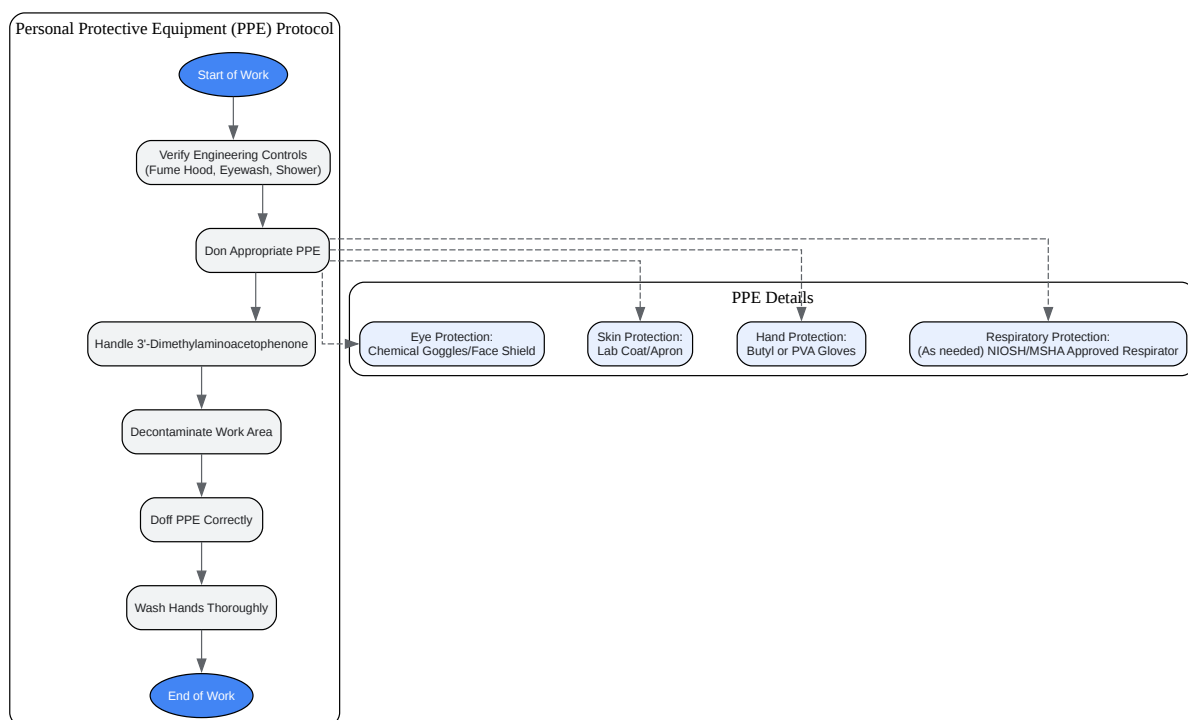 Personal Protective Equipment (PPE) Protocol
Start of Work
Verify Engineering Controls
(Fume Hood, Eyewash, Shower)
Don Appropriate PPE
PPE Details
Eye Protection:
Chemical Goggles/Face Shield
Skin Protection:
Lab Coat/Apron
Hand Protection:
Butyl or PVA Gloves
Respiratory Protection:
(As needed) NIOSH/MSHA Approved Respirator
Handle 3'-Dimethylaminoacetophenone
Decontaminate Work Area
Doff PPE Correctly
Wash Hands Thoroughly
End of Work